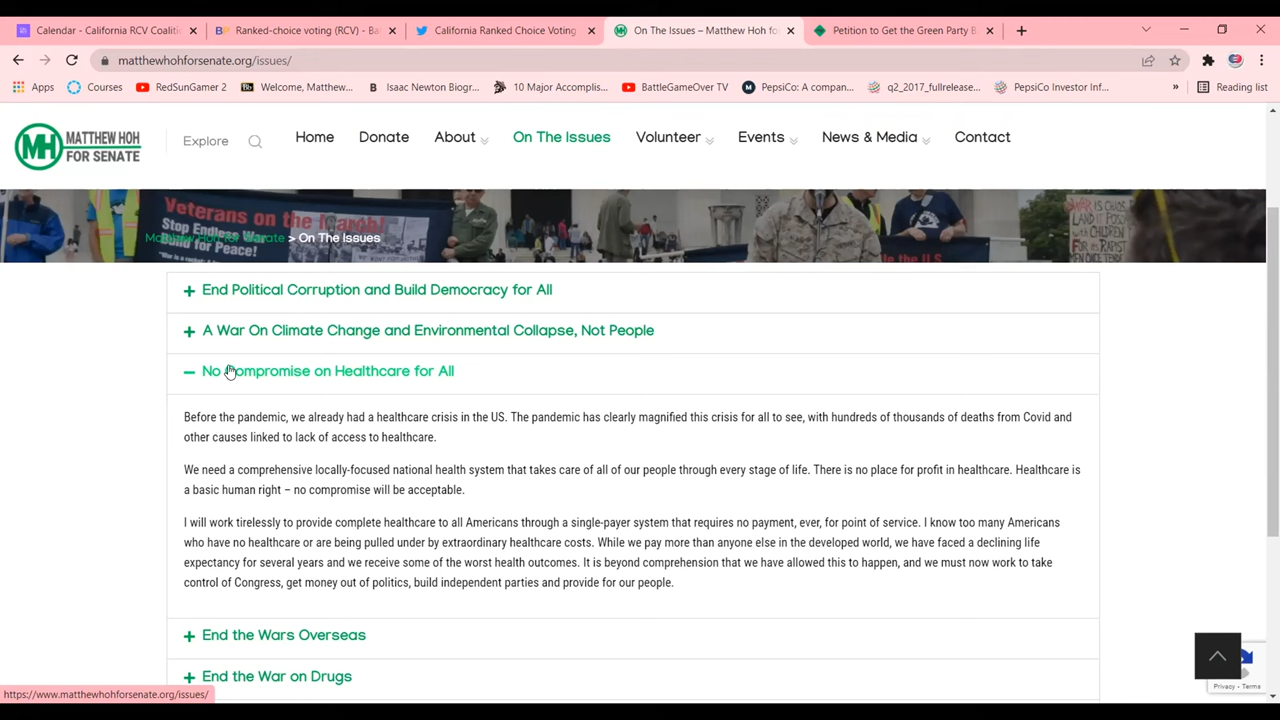 Calendar - California RCV Coaliti
Ranked-choice voting (RCV) - Ba
California Ranked Choice Voting
On The Issues – Matthew Hoh for
Petition to Get the Green Party B
matthewhohforsenate.org/issues/
Apps
Courses
RedSunGamer 2
Welcome, Matthew...
Isaac Newton Biogr...
10 Major Accomplis...
BattleGameOver TV
PepsiCo: A compan...
q2_2017_fullrelease...
PepsiCo Investor Inf...
»
Reading list
MH
MATTHEW HOH
FOR SENATE
Explore
Home
Donate
About
On The Issues
Volunteer
Events
News & Media
Contact
Veterans on the March!
Stop Endless War
Build for Peace!
Matthew Hoh for Senate > On The Issues
+ End Political Corruption and Build Democracy for All
+ A War On Climate Change and Environmental Collapse, Not People
– No Compromise on Healthcare for All
Before the pandemic, we already had a healthcare crisis in the US. The pandemic has clearly magnified this crisis for all to see, with hundreds of thousands of deaths from Covid and
other causes linked to lack of access to healthcare.
We need a comprehensive locally-focused national health system that takes care of all of our people through every stage of life. There is no place for profit in healthcare. Healthcare is
a basic human right – no compromise will be acceptable.
I will work tirelessly to provide complete healthcare to all Americans through a single-payer system that requires no payment, ever, for point of service. I know too many Americans
who have no healthcare or are being pulled under by extraordinary healthcare costs. While we pay more than anyone else in the developed world, we have faced a declining life
expectancy for several years and we receive some of the worst health outcomes. It is beyond comprehension that we have allowed this to happen, and we must now work to take
control of Congress, get money out of politics, build independent parties and provide for our people.
+ End the Wars Overseas
+ End the War on Drugs
Privacy - Terms
https://www.matthewhohforsenate.org/issues/